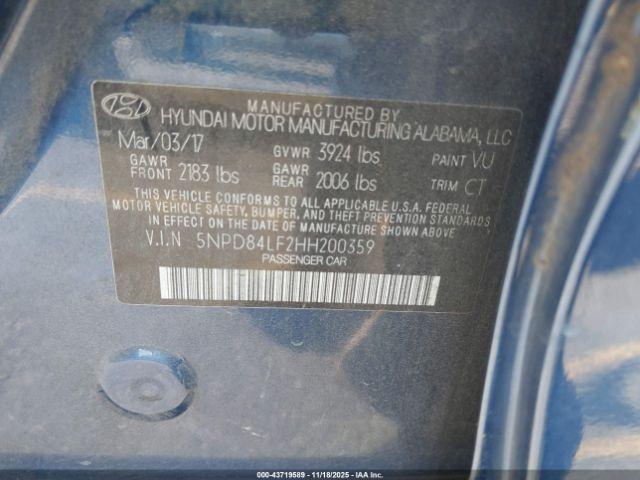 MANUFACTURED BY
HYUNDAI MOTOR MANUFACTURING ALABAMA, LLC
Mar/03/17 GVWR 3924 lbs PAINT VU
GAWR FRONT 2183 lbs GAWR REAR 2006 lbs TRIM CT
THIS VEHICLE CONFORMS TO ALL APPLICABLE U.S.A. FEDERAL
MOTOR VEHICLE SAFETY, BUMPER, AND THEFT PREVENTION STANDARDS
IN EFFECT ON THE DATE OF MANUFACTURE SHOWN ABOVE.
V.I.N 5NPD84LF2HH200359
PASSENGER CAR
© - 000-43719589 - 11/18/2025 - IAAI.COM